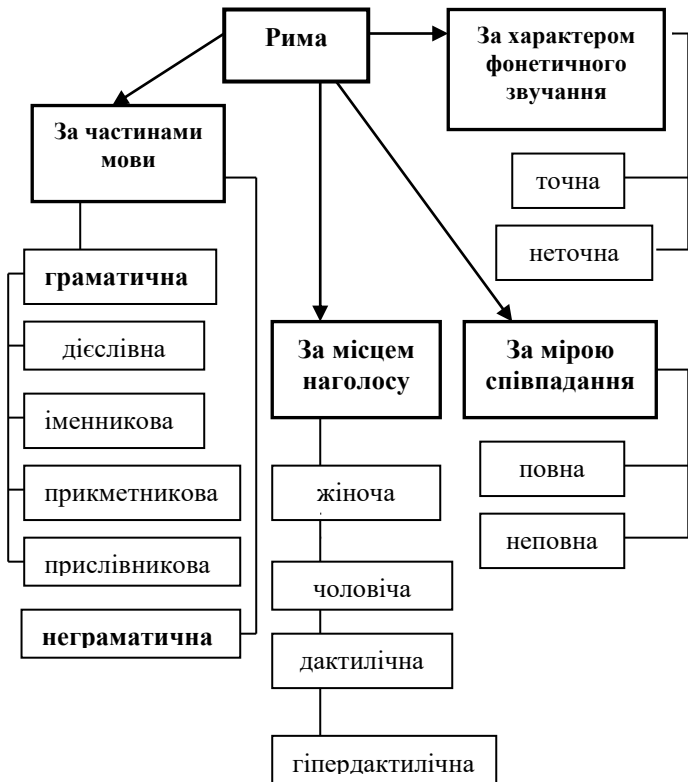 Рима
За характером
фонетичного
звучання
За частинами
мови
точна
неточна
граматична
дієслівна
іменникова
прикметникова
прислівникова
неграматична
За місцем
наголосу
жіноча
чоловіча
дактилічна
гіпердактилічна
За мірою
співпадання
повна
неповна